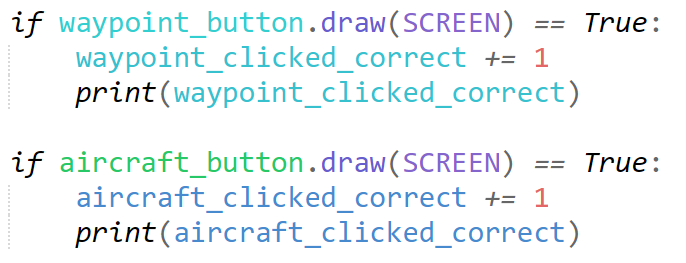 if waypoint_button.draw(SCREEN) == True:
    waypoint_clicked_correct += 1
    print(waypoint_clicked_correct)

if aircraft_button.draw(SCREEN) == True:
    aircraft_clicked_correct += 1
    print(aircraft_clicked_correct)